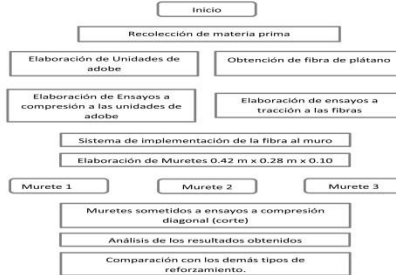 Inicio
Recolección de materia prima
Elaboración de Unidades de
adobe
Obtención de fibra de plátano
Elaboración de Ensayos a
compresión a las unidades de
adobe
Elaboración de ensayos a
tracción a las fibras
Sistema de implementación de la fibra al muro
Elaboración de Muretes 0.42 m x 0.28 m x 0.10
Murete 1
Murete 2
Murete 3
Muretes sometidos a ensayos a compresión
diagonal (corte)
Análisis de los resultados obtenidos
Comparación con los demás tipos de
reforzamiento.